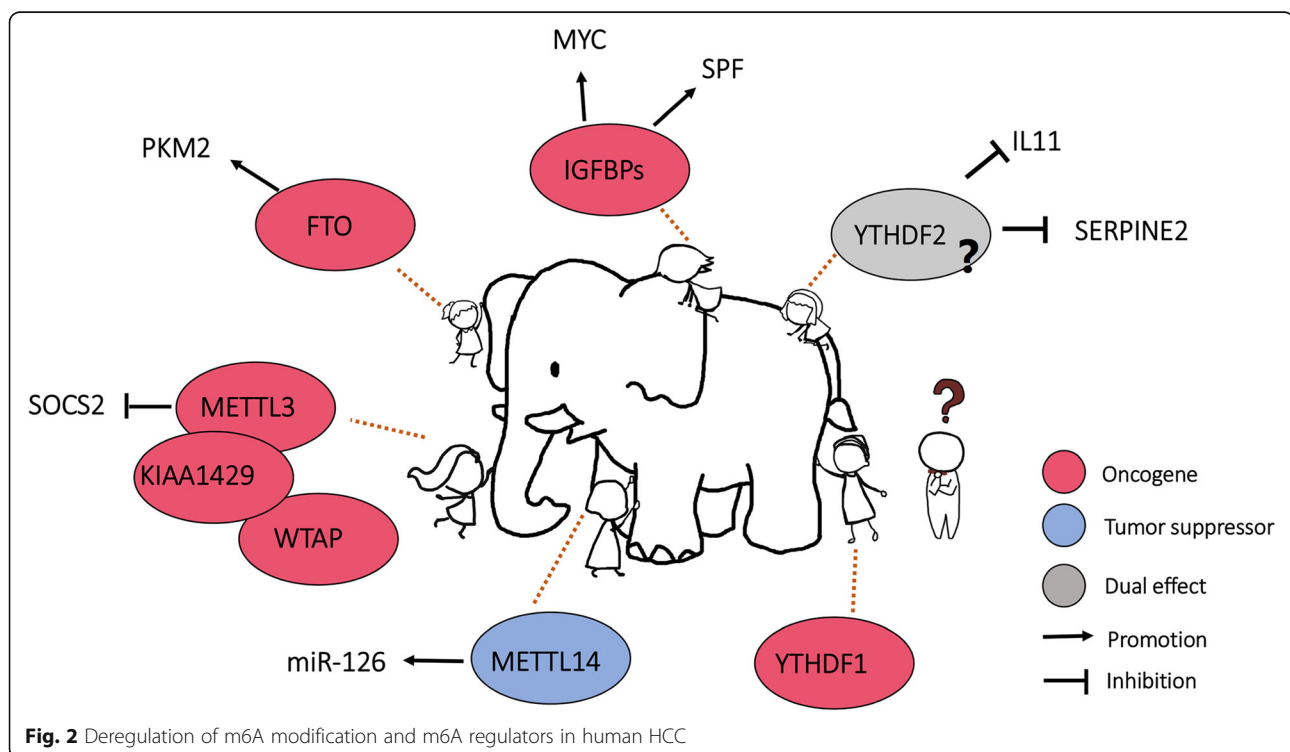 MYC
SPF
PKM2
IGFBPs
IL11
FTO
YTHDF2
?
SERPINE2
SOCS2
METTL3
KIAA1429
WTAP
?
Oncogene
Tumor suppressor
Dual effect
Promotion
Inhibition
miR-126
METTL14
YTHDF1
Fig. 2 Deregulation of m6A modification and m6A regulators in human HCC